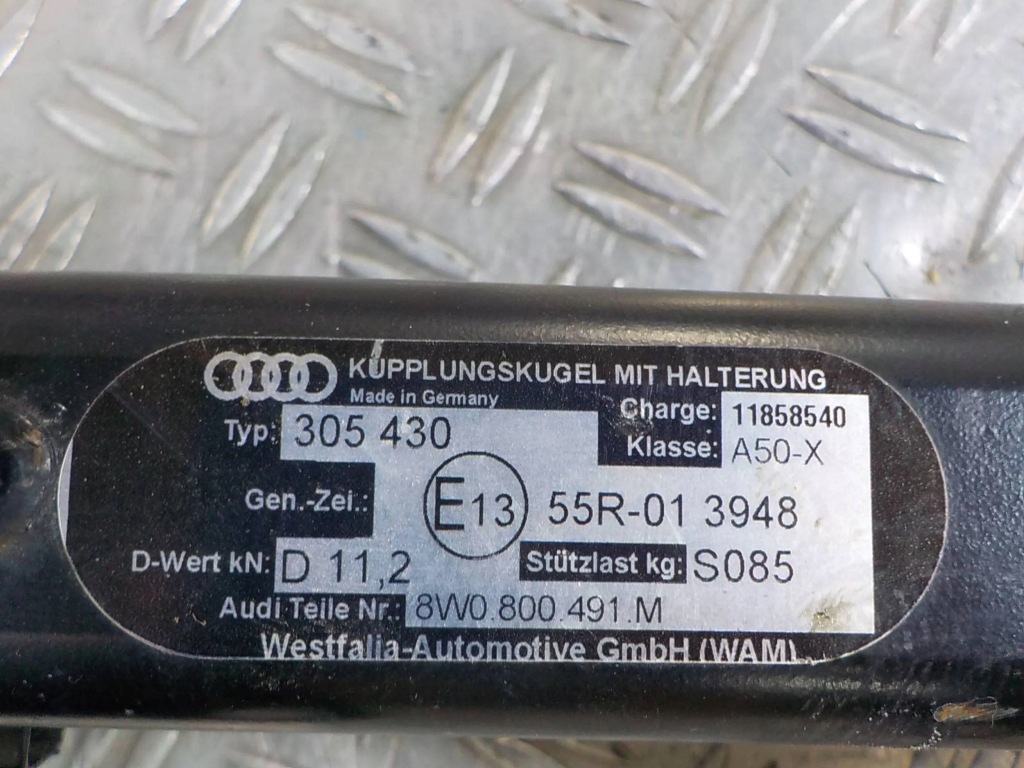 KUPPLUNGSKUGEL MIT HALTERUNG
Made in Germany
Charge: 11858540
Typ: 305 430
Klasse: A50-X
Gen.-Zei.: E13 55R-01 3948
D-Wert kN: D 11,2 Stützlast kg: S085
Audi Teile Nr.: 8W0.800.491.M
Westfalia-Automotive GmbH (WAM)